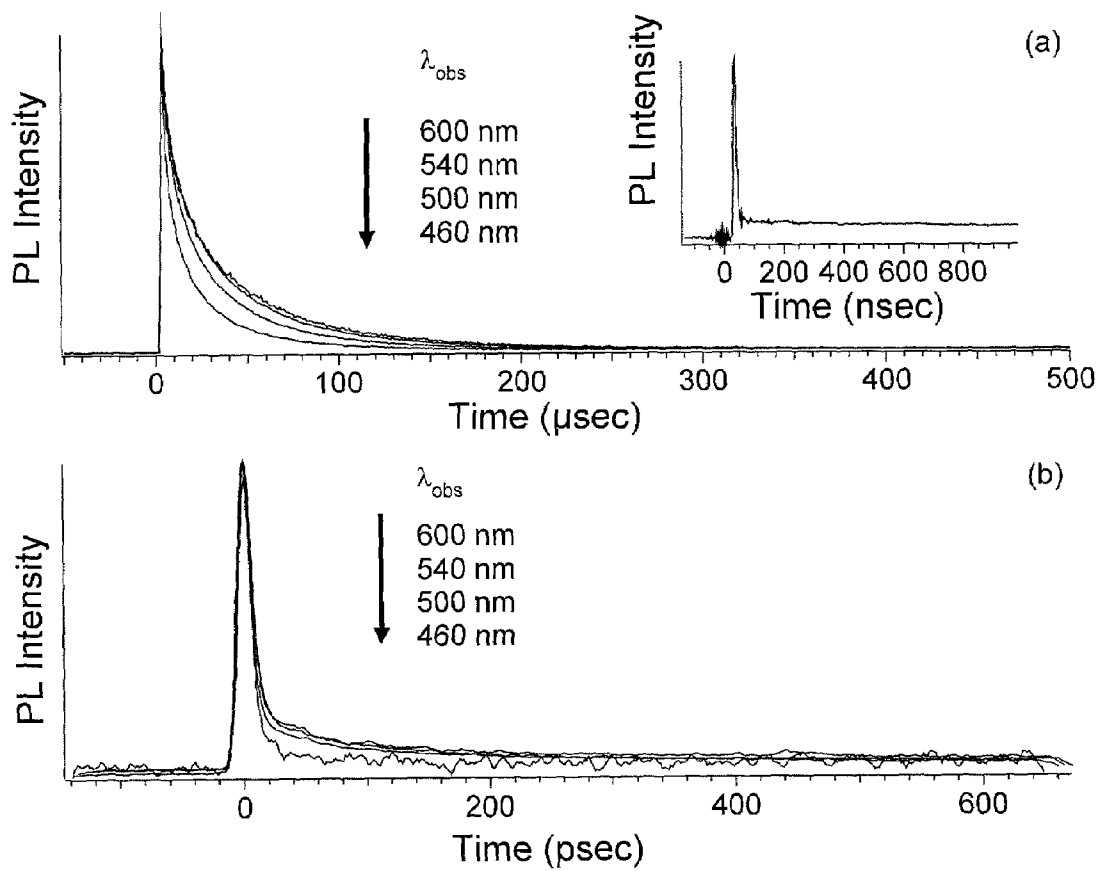 (a)
PL Intensity
λobs
600 nm
540 nm
500 nm
460 nm
0 100 200 300 400 500
Time (µsec)
PL Intensity
0 200 400 600 800
Time (nsec)
(b)
PL Intensity
λobs
600 nm
540 nm
500 nm
460 nm
0 200 400 600
Time (psec)